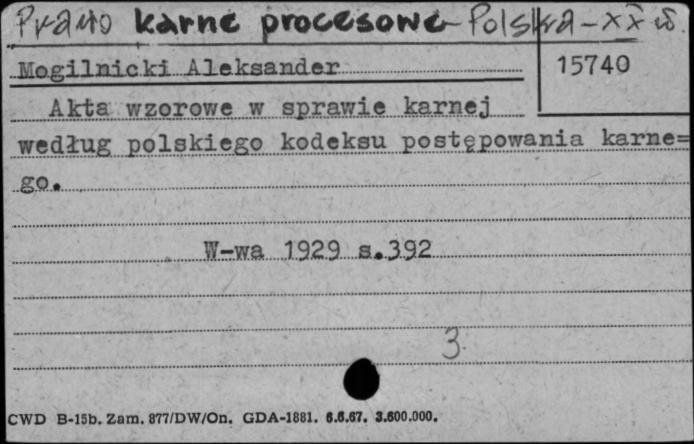 Prawo karne procesowe - Polska - XX w.
Mogilnicki Aleksander
15740
Akta wzorowe w sprawie karnej
według polskiego kodeksu postępowania karne=
go.
W-wa 1929 s.392
3
CWD B-15b. Zam. 877/DW/On. GDA-1881. 6.6.67. 3.600.000.